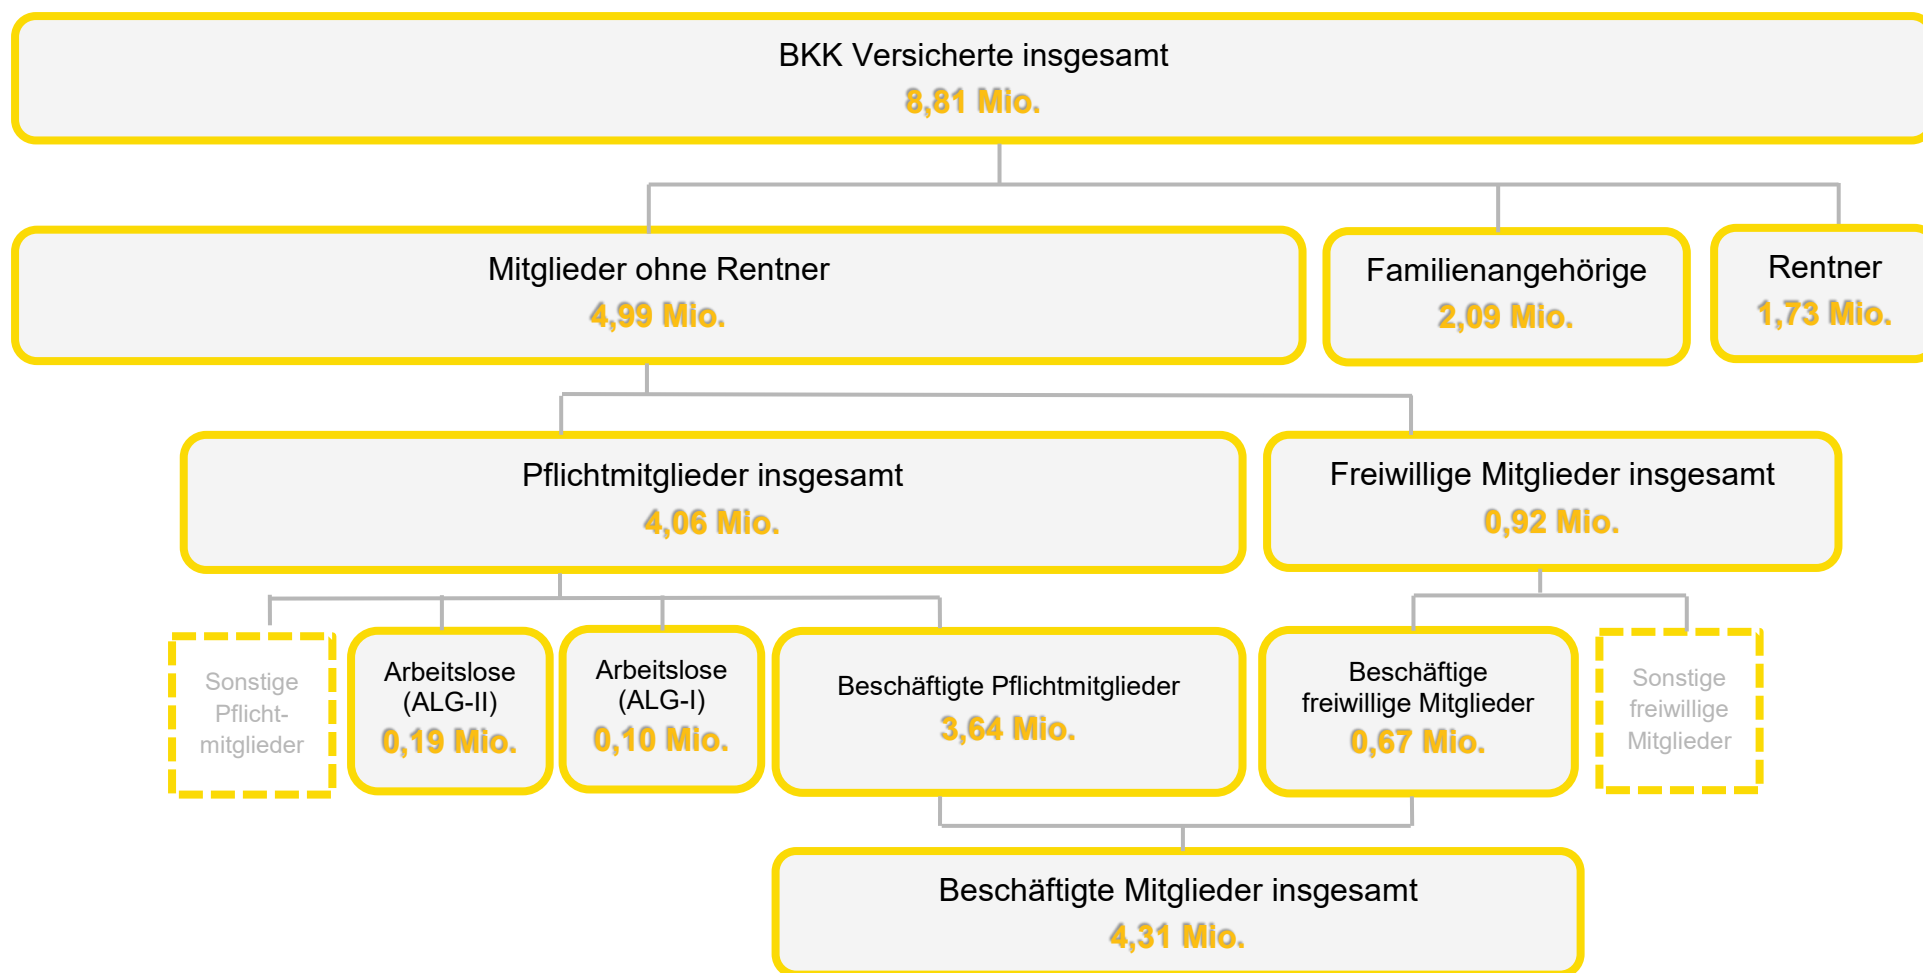 BKK Versicherte insgesamt
8,81 Mio.
Mitglieder ohne Rentner
4,99 Mio.
Familienangehörige
2,09 Mio.
Rentner
1,73 Mio.
Pflichtmitglieder insgesamt
4,06 Mio.
Freiwillige Mitglieder insgesamt
0,92 Mio.
Sonstige
Pflicht-
mitglieder
Arbeitslose
(ALG-II)
0,19 Mio.
Arbeitslose
(ALG-I)
0,10 Mio.
Beschäftigte Pflichtmitglieder
3,64 Mio.
Beschäftige
freiwillige Mitglieder
0,67 Mio.
Sonstige
freiwillige
Mitglieder
Beschäftigte Mitglieder insgesamt
4,31 Mio.